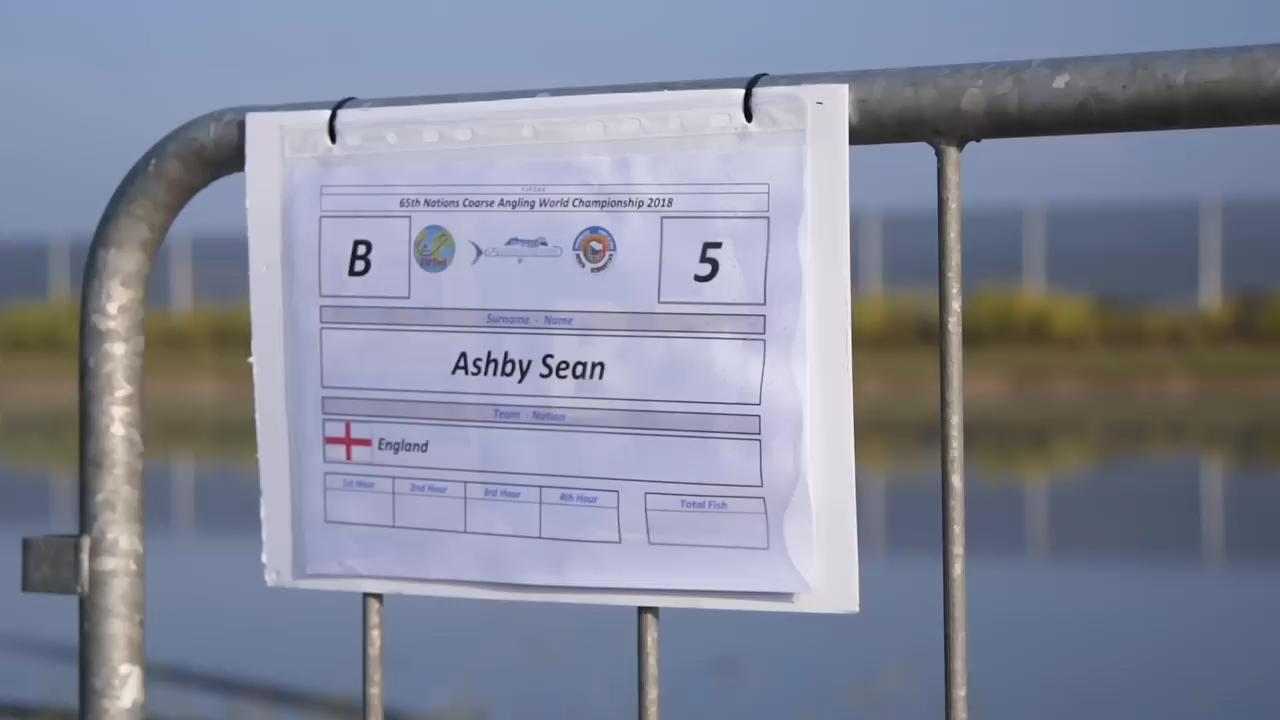 65th Nations Coarse Angling World Championship 2018
B
5
Surname - Name
Ashby Sean
Team - Nation
England
1st Hour 2nd Hour 3rd Hour 4th Hour Total Fish